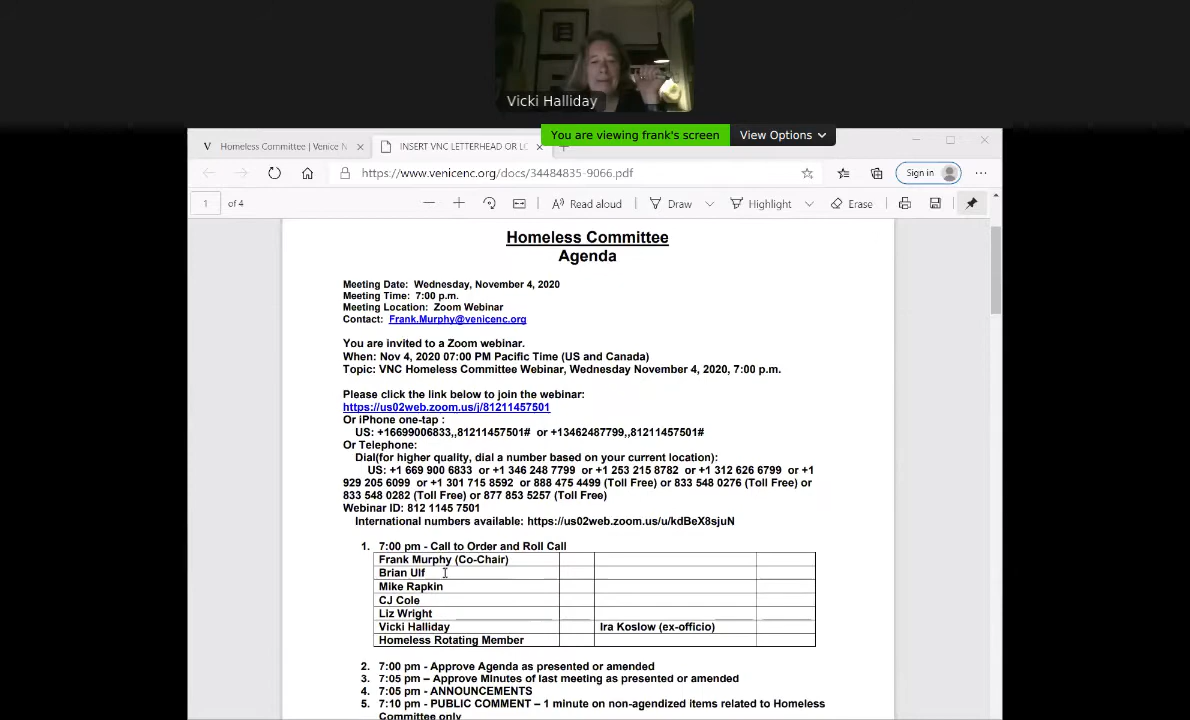 Vicki Halliday
You are viewing frank's screen View Options
V Homeless Committee | Venice N INSERT VNC LETTERHEAD OR LC
https://www.venicenc.org/docs/34484835-9066.pdf Sign in
1 of 4 Read aloud Draw Highlight Erase
Homeless Committee
Agenda
Meeting Date: Wednesday, November 4, 2020
Meeting Time: 7:00 p.m.
Meeting Location: Zoom Webinar
Contact: Frank.Murphy@venicenc.org
You are invited to a Zoom webinar.
When: Nov 4, 2020 07:00 PM Pacific Time (US and Canada)
Topic: VNC Homeless Committee Webinar, Wednesday November 4, 2020, 7:00 p.m.
Please click the link below to join the webinar:
https://us02web.zoom.us/j/81211457501
Or iPhone one-tap :
US: +16699006833,,81211457501# or +13462487799,,81211457501#
Or Telephone:
Dial(for higher quality, dial a number based on your current location):
US: +1 669 900 6833 or +1 346 248 7799 or +1 253 215 8782 or +1 312 626 6799 or +1
929 205 6099 or +1 301 715 8592 or 888 475 4499 (Toll Free) or 833 548 0276 (Toll Free) or
833 548 0282 (Toll Free) or 877 853 5257 (Toll Free)
Webinar ID: 812 1145 7501
International numbers available: https://us02web.zoom.us/u/kdBeX8sjuN
1. 7:00 pm - Call to Order and Roll Call
Frank Murphy (Co-Chair)
Brian Ulf
Mike Rapkin
CJ Cole
Liz Wright
Vicki Halliday Ira Koslow (ex-officio)
Homeless Rotating Member
2. 7:00 pm - Approve Agenda as presented or amended
3. 7:05 pm – Approve Minutes of last meeting as presented or amended
4. 7:05 pm - ANNOUNCEMENTS
5. 7:10 pm - PUBLIC COMMENT – 1 minute on non-agendized items related to Homeless
Committee only